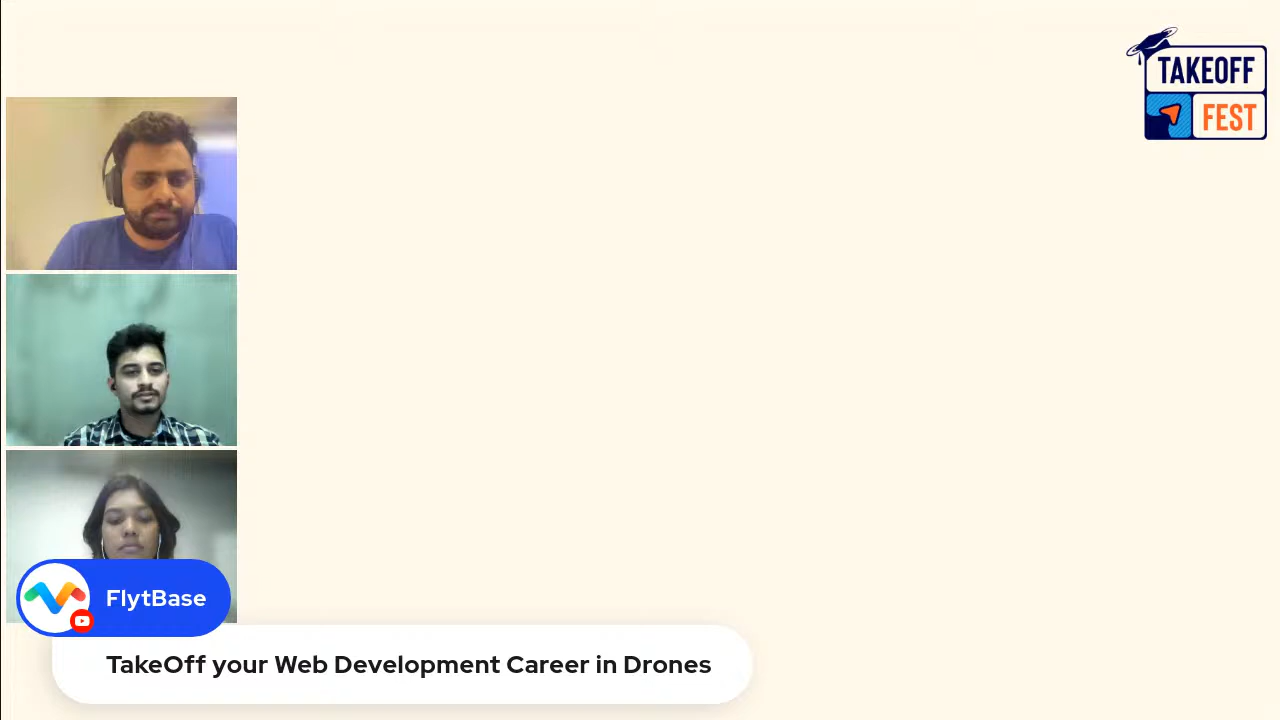 TAKEOFF
FEST
FlytBase
TakeOff your Web Development Career in Drones